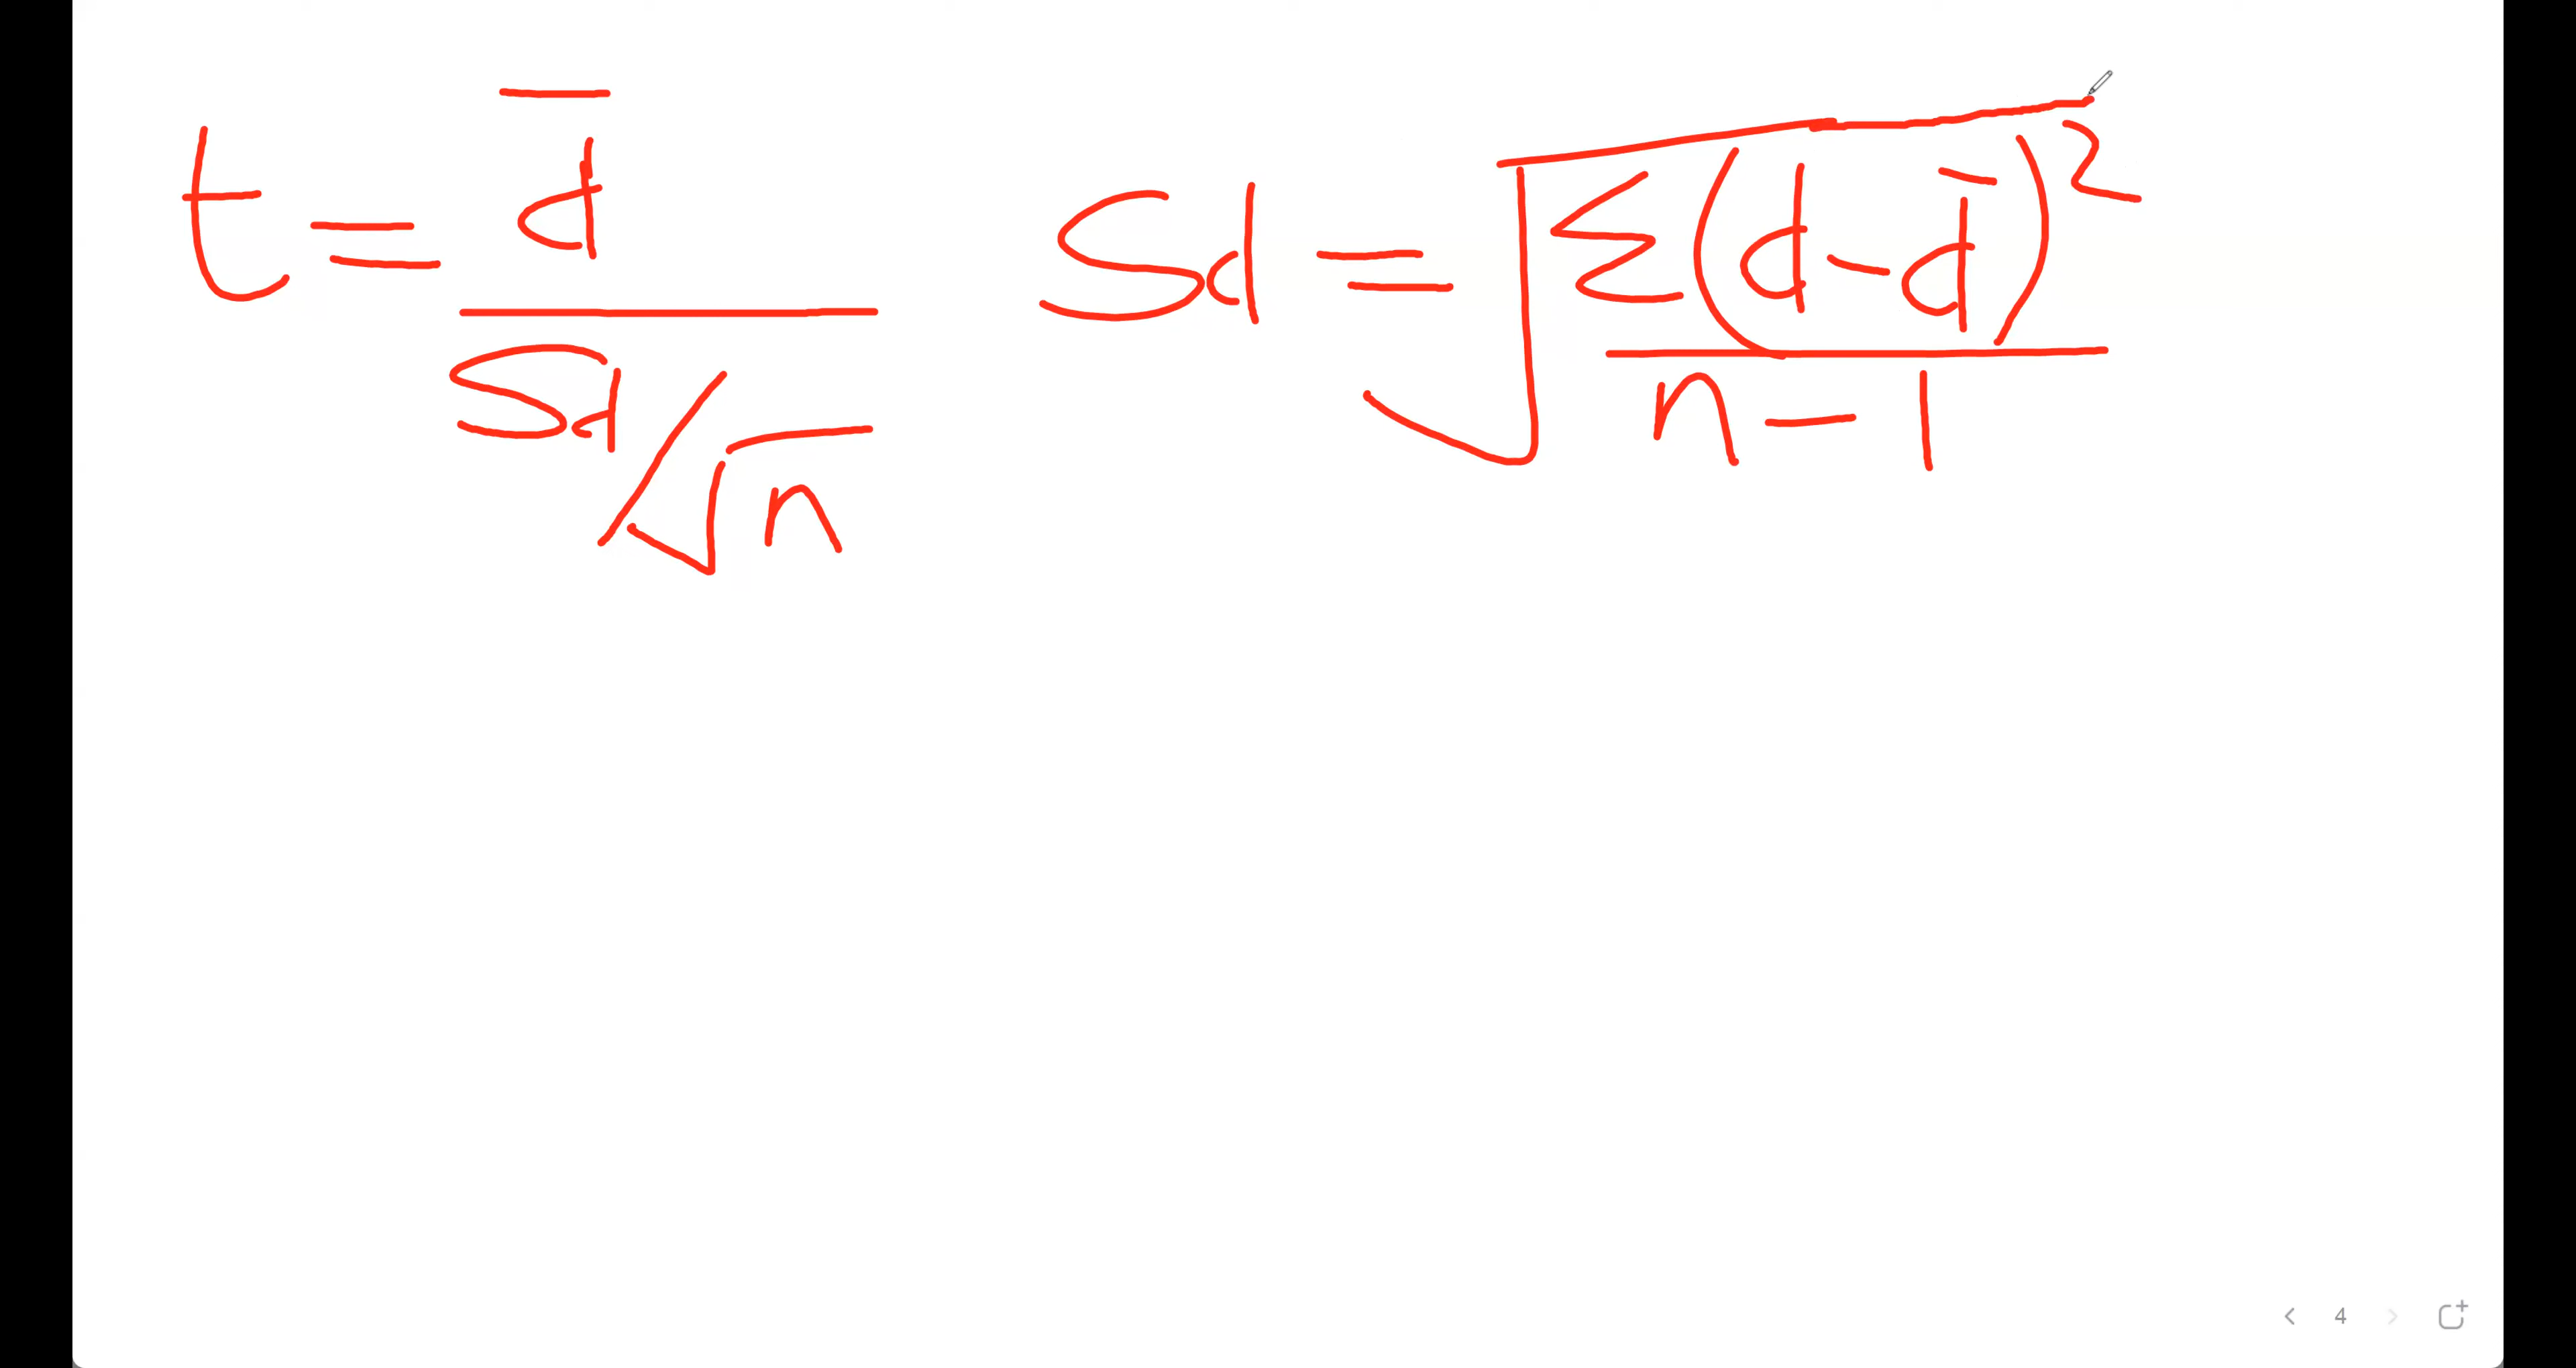 t = d̄ / (Sd/√n)
Sd = √(Σ(d-d̄)² / (n-1))
4